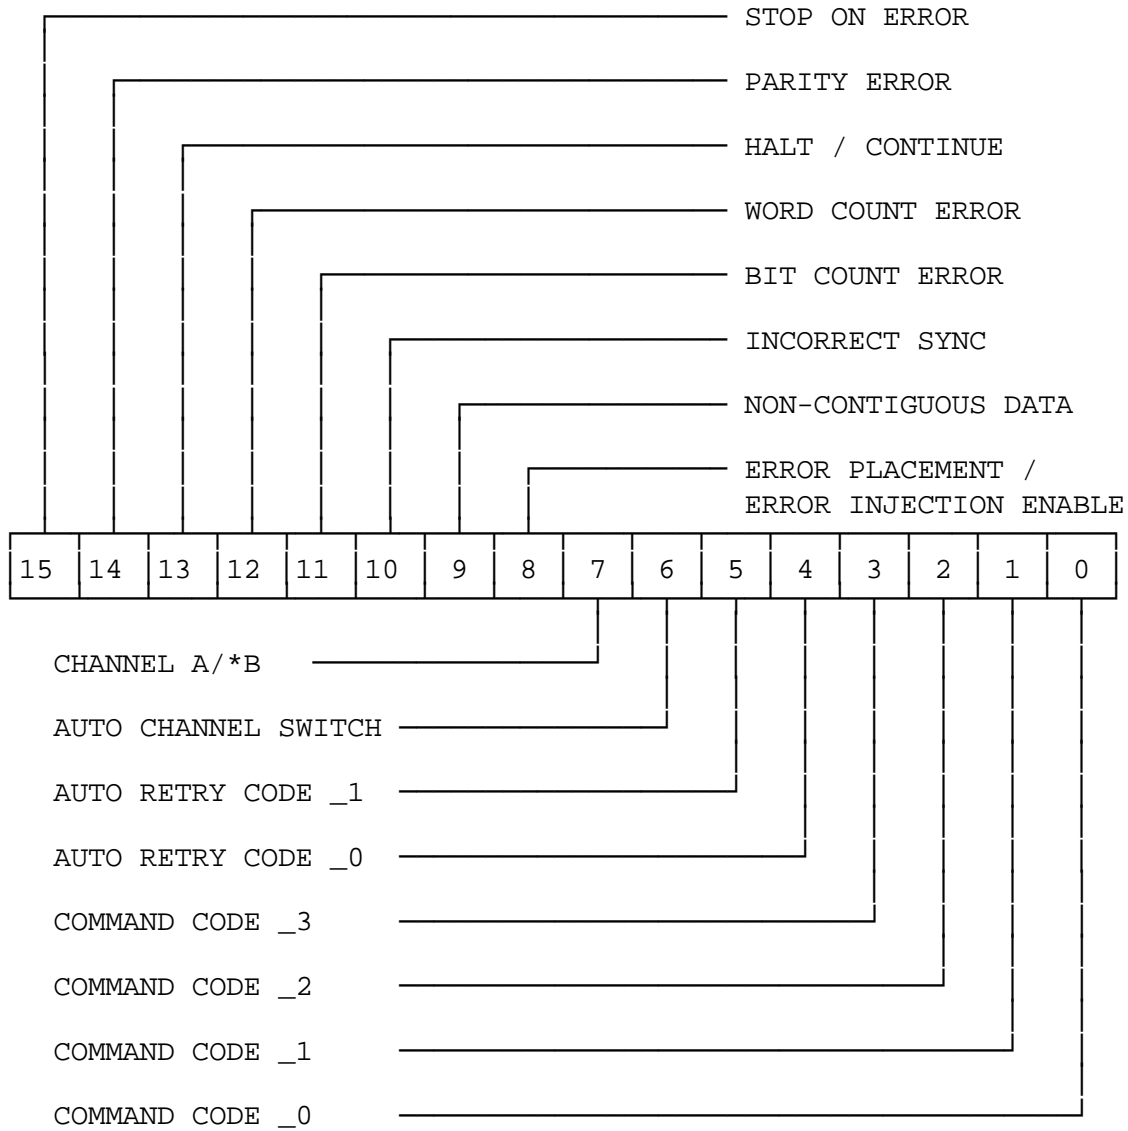 STOP ON ERROR
PARITY ERROR
HALT / CONTINUE
WORD COUNT ERROR
BIT COUNT ERROR
INCORRECT SYNC
NON-CONTIGUOUS DATA
ERROR PLACEMENT /
ERROR INJECTION ENABLE
15 14 13 12 11 10 9 8 7 6 5 4 3 2 1 0
CHANNEL A/*B
AUTO CHANNEL SWITCH
AUTO RETRY CODE _1
AUTO RETRY CODE _0
COMMAND CODE _3
COMMAND CODE _2
COMMAND CODE _1
COMMAND CODE _0